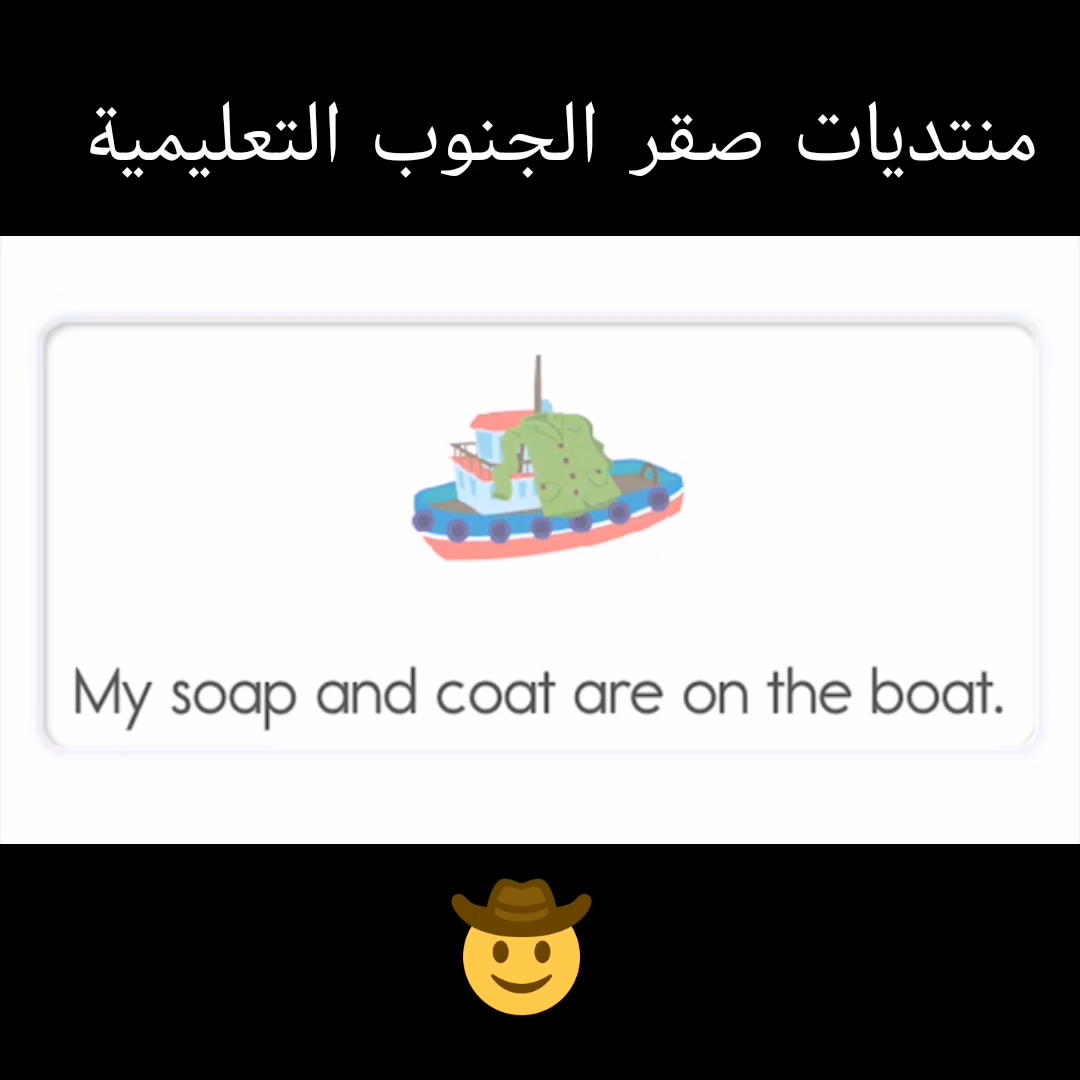 منتديات صقر الجنوب التعليمية
My soap and coat are on the boat.